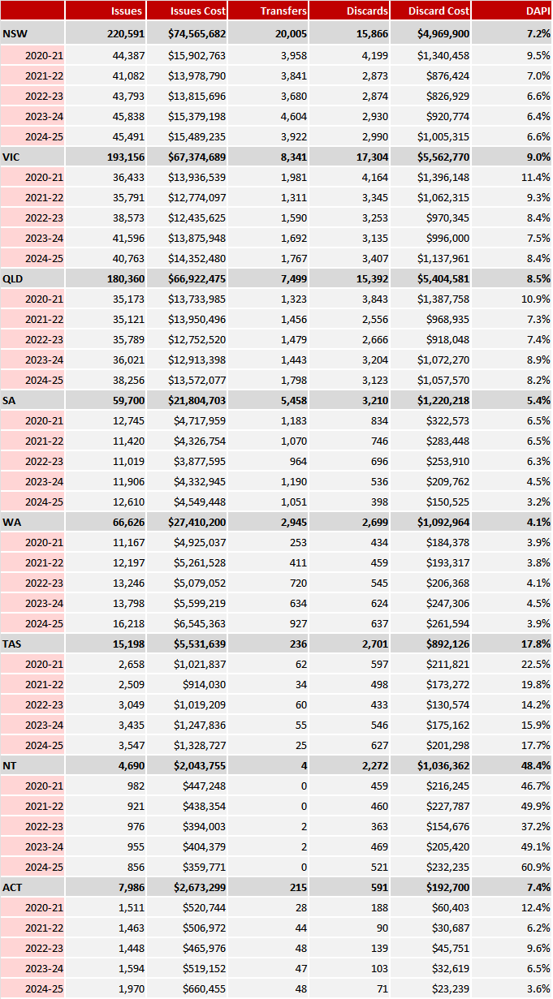 Issues Issues Cost Transfers Discards Discard Cost DAPI
NSW 220,591 $74,565,682 20,005 15,866 $4,969,900 7.2%
2020-21 44,387 $15,902,763 3,958 4,199 $1,340,458 9.5%
2021-22 41,082 $13,978,790 3,841 2,873 $876,424 7.0%
2022-23 43,793 $13,815,696 3,680 2,874 $826,929 6.6%
2023-24 45,838 $15,379,198 4,604 2,930 $920,774 6.4%
2024-25 45,491 $15,489,235 3,922 2,990 $1,005,315 6.6%
VIC 193,156 $67,374,689 8,341 17,304 $5,562,770 9.0%
2020-21 36,433 $13,936,539 1,981 4,164 $1,396,148 11.4%
2021-22 35,791 $12,774,097 1,311 3,345 $1,062,315 9.3%
2022-23 38,573 $12,435,625 1,590 3,253 $970,345 8.4%
2023-24 41,596 $13,875,948 1,692 3,135 $996,000 7.5%
2024-25 40,763 $14,352,480 1,767 3,407 $1,137,961 8.4%
QLD 180,360 $66,922,475 7,499 15,392 $5,404,581 8.5%
2020-21 35,173 $13,733,985 1,323 3,843 $1,387,758 10.9%
2021-22 35,121 $13,950,496 1,456 2,556 $968,935 7.3%
2022-23 35,789 $12,752,520 1,479 2,666 $918,048 7.4%
2023-24 36,021 $12,913,398 1,443 3,204 $1,072,270 8.9%
2024-25 38,256 $13,572,077 1,798 3,123 $1,057,570 8.2%
SA 59,700 $21,804,703 5,458 3,210 $1,220,218 5.4%
2020-21 12,745 $4,717,959 1,183 834 $322,573 6.5%
2021-22 11,420 $4,326,754 1,070 746 $283,448 6.5%
2022-23 11,019 $3,877,595 964 696 $253,910 6.3%
2023-24 11,906 $4,332,945 1,190 536 $209,762 4.5%
2024-25 12,610 $4,549,448 1,051 398 $150,525 3.2%
WA 66,626 $27,410,200 2,945 2,699 $1,092,964 4.1%
2020-21 11,167 $4,925,037 253 434 $184,378 3.9%
2021-22 12,197 $5,261,528 411 459 $193,317 3.8%
2022-23 13,246 $5,079,052 720 545 $206,368 4.1%
2023-24 13,798 $5,599,219 634 624 $247,306 4.5%
2024-25 16,218 $6,545,363 927 637 $261,594 3.9%
TAS 15,198 $5,531,639 236 2,701 $892,126 17.8%
2020-21 2,658 $1,021,837 62 597 $211,821 22.5%
2021-22 2,509 $914,030 34 498 $173,272 19.8%
2022-23 3,049 $1,019,209 60 433 $130,574 14.2%
2023-24 3,435 $1,247,836 55 546 $175,162 15.9%
2024-25 3,547 $1,328,727 25 627 $201,298 17.7%
NT 4,690 $2,043,755 4 2,272 $1,036,362 48.4%
2020-21 982 $447,248 0 459 $216,245 46.7%
2021-22 921 $438,354 0 460 $227,787 49.9%
2022-23 976 $394,003 2 363 $154,676 37.2%
2023-24 955 $404,379 2 469 $205,420 49.1%
2024-25 856 $359,771 0 521 $232,235 60.9%
ACT 7,986 $2,673,299 215 591 $192,700 7.4%
2020-21 1,511 $520,744 28 188 $60,403 12.4%
2021-22 1,463 $506,972 44 90 $30,687 6.2%
2022-23 1,448 $465,976 48 139 $45,751 9.6%
2023-24 1,594 $519,152 47 103 $32,619 6.5%
2024-25 1,970 $660,455 48 71 $23,239 3.6%